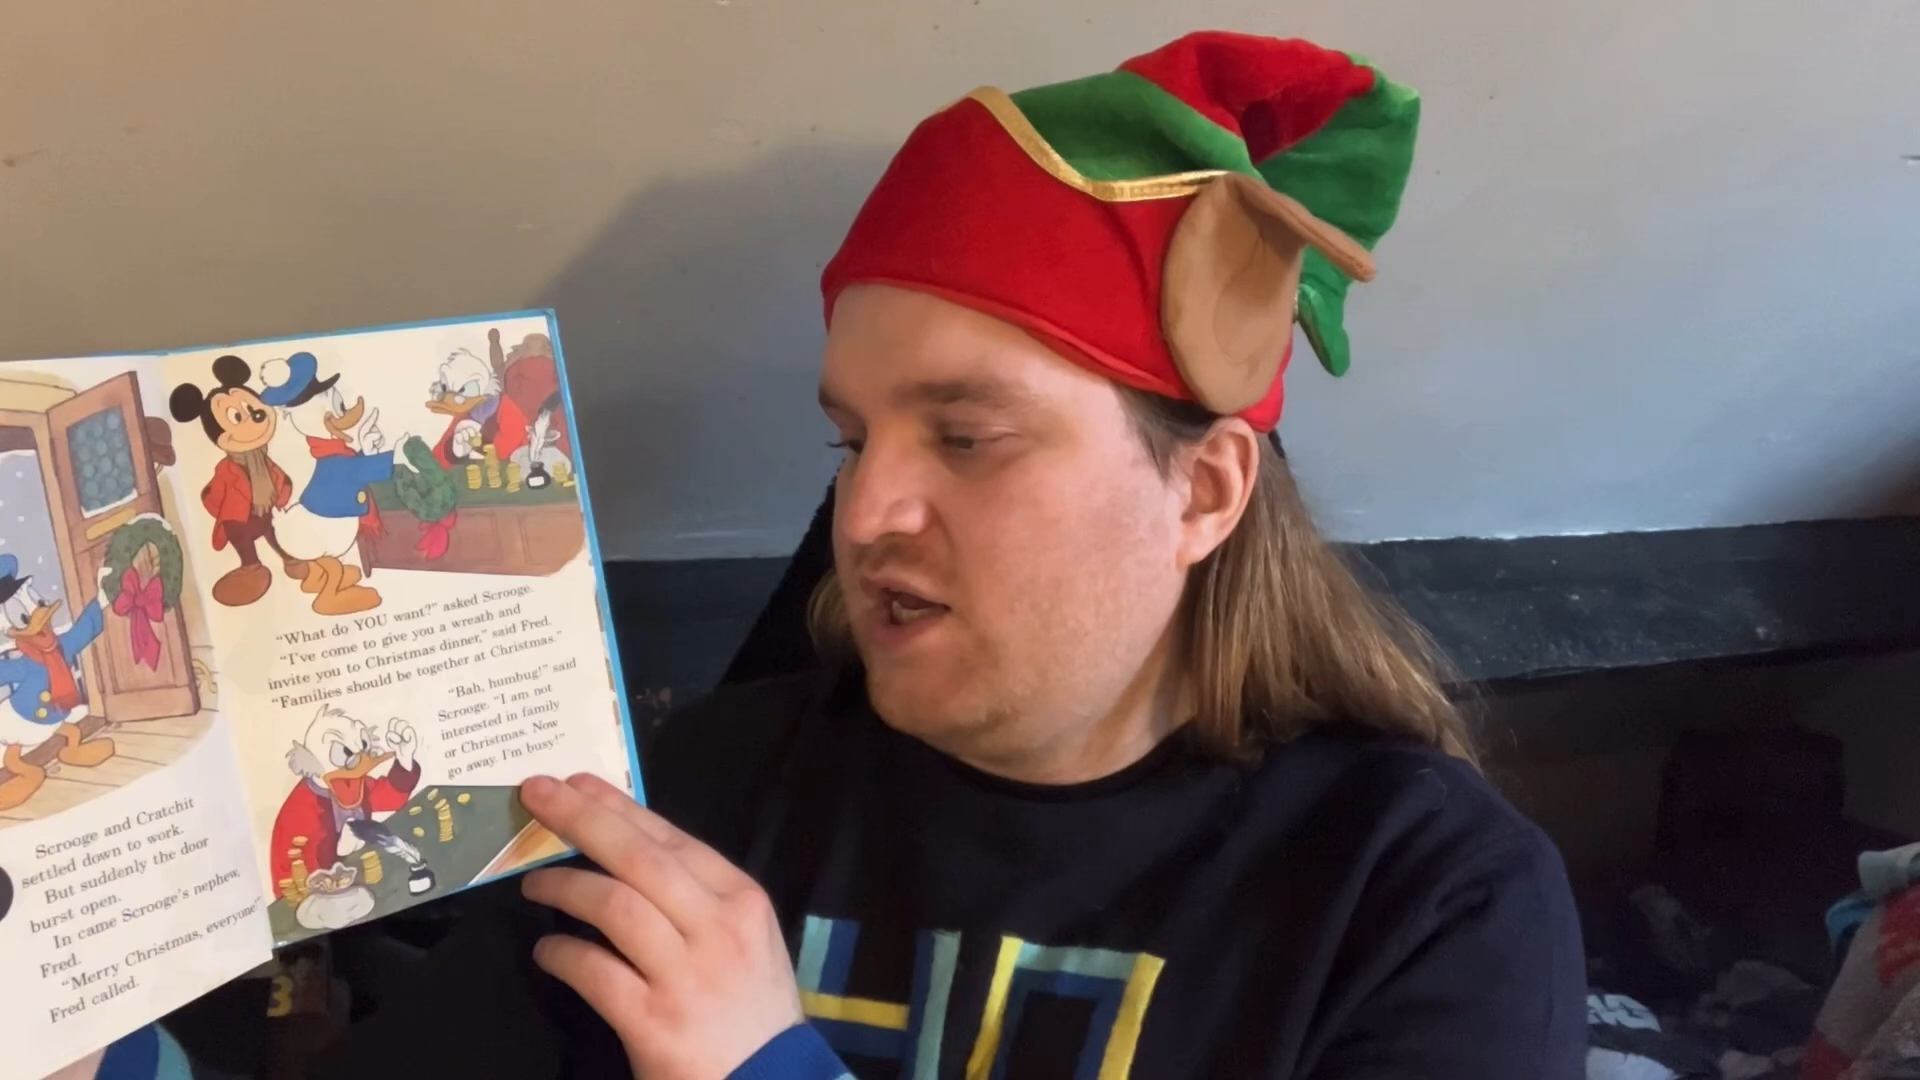 Scrooge and Cratchit
settled down to work.
But suddenly the door
burst open.
In came Scrooge's nephew,
Fred.
"Merry Christmas, everyone!"
Fred called.
"What do YOU want?" asked Scrooge.
"I've come to give you a wreath and
invite you to Christmas dinner," said Fred.
"Families should be together at Christmas."
"Bah, humbug!" said
Scrooge. "I am not
interested in family
or Christmas. Now
go away. I'm busy!"
HO
3